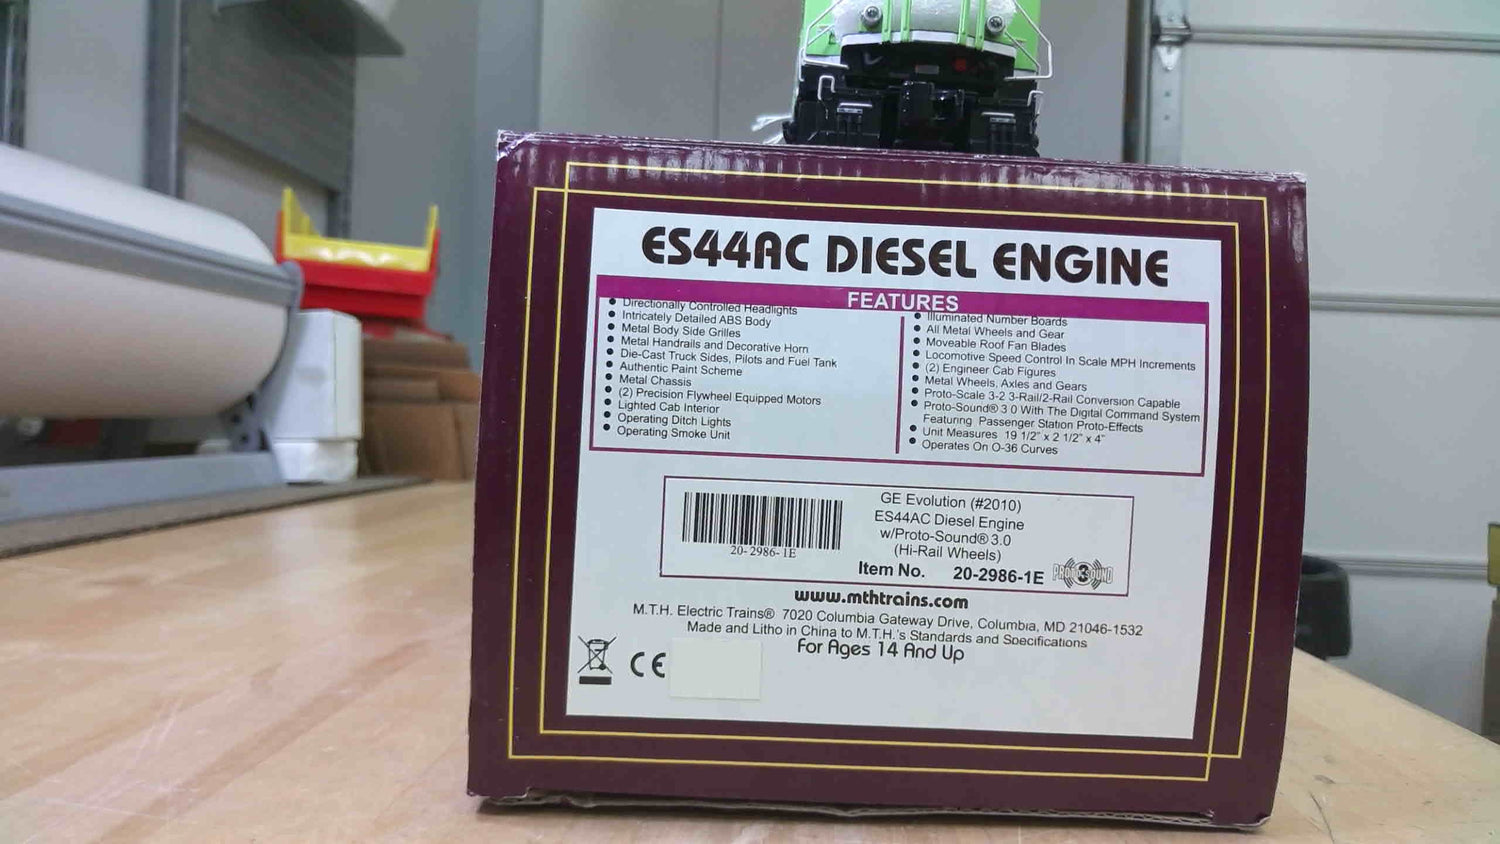 ES44AC DIESEL ENGINE
FEATURES
Directionally Controlled Headlights
Intricately Detailed ABS Body
Metal Body Side Grilles
Metal Handrails and Decorative Horn
Die-Cast Truck Sides, Pilots and Fuel Tank
Authentic Paint Scheme
Metal Chassis
(2) Precision Flywheel Equipped Motors
Lighted Cab Interior
Operating Ditch Lights
Operating Smoke Unit
Illuminated Number Boards
All Metal Wheels and Gear
Moveable Roof Fan Blades
Locomotive Speed Control In Scale MPH Increments
(2) Engineer Cab Figures
Metal Wheels, Axles and Gears
Proto-Scale 3-2 3-Rail/2-Rail Conversion Capable
Proto-Sound® 3.0 With The Digital Command System
Featuring Passenger Station Proto-Effects
Unit Measures 19 1/2" x 2 1/2" x 4"
Operates On O-36 Curves
20-2986-1E
GE Evolution (#2010)
ES44AC Diesel Engine
w/Proto-Sound® 3.0
(Hi-Rail Wheels)
Item No. 20-2986-1E
PROTO 3 SOUND
www.mthtrains.com
M.T.H. Electric Trains® 7020 Columbia Gateway Drive, Columbia, MD 21046-1532
Made and Litho in China to M.T.H.'s Standards and Specifications
For Ages 14 And Up
CE